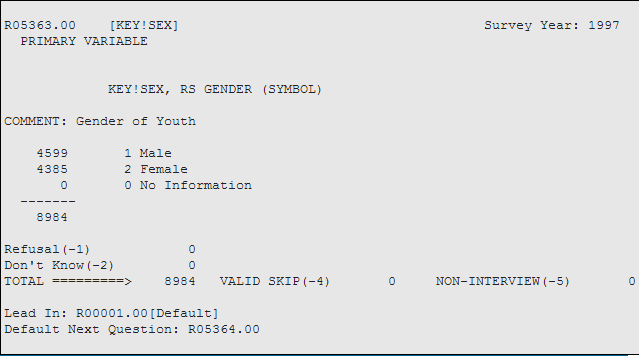 R05363.00 [KEY!SEX] Survey Year: 1997
PRIMARY VARIABLE
KEY!SEX, RS GENDER (SYMBOL)
COMMENT: Gender of Youth
4599 1 Male
4385 2 Female
0 0 No Information
-------
8984
Refusal(-1) 0
Don't Know(-2) 0
TOTAL =========> 8984 VALID SKIP(-4) 0 NON-INTERVIEW(-5) 0
Lead In: R00001.00[Default]
Default Next Question: R05364.00